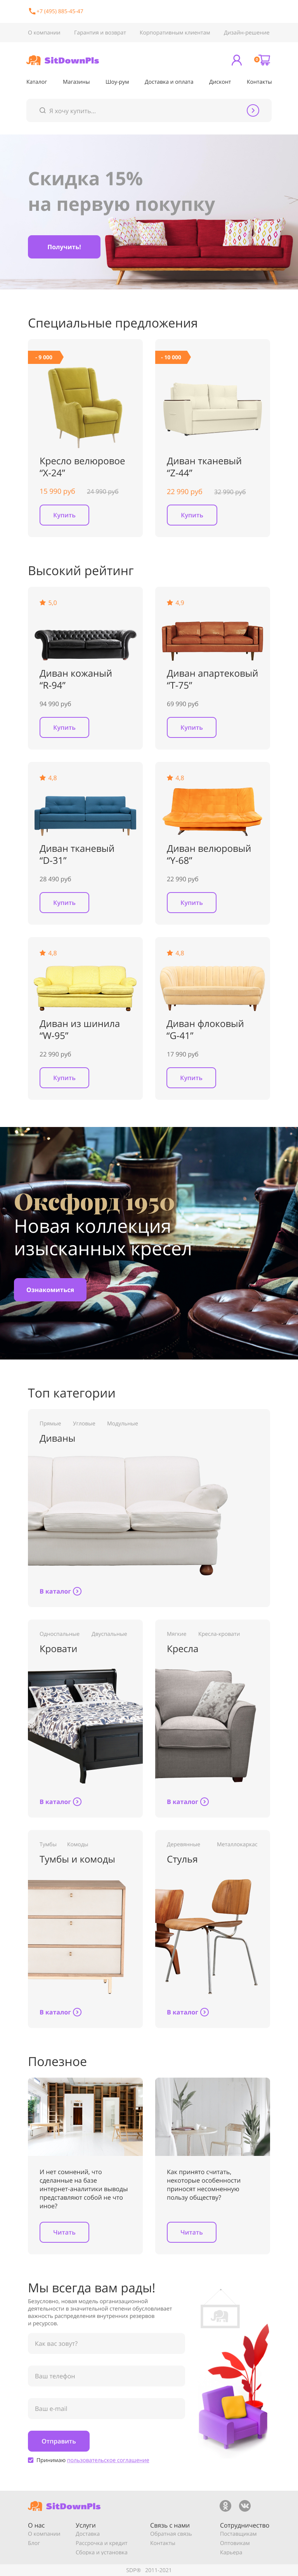 +7 (495) 885-45-47
О компании Гарантия и возврат Корпоративным клиентам Дизайн-решение
SitDownPls
Каталог Магазины Шоу-рум Доставка и оплата Дисконт Контакты
Я хочу купить...
Скидка 15%
на первую покупку
Получить!
Специальные предложения
- 9 000
Кресло велюровое
“X-24”
15 990 руб 24 990 руб
Купить
- 10 000
Диван тканевый
“Z-44”
22 990 руб 32 990 руб
Купить
Высокий рейтинг
5,0
Диван кожаный
“R-94”
94 990 руб
Купить
4,9
Диван апартековый
“T-75”
69 990 руб
Купить
4,8
Диван тканевый
“D-31”
28 490 руб
Купить
4,8
Диван велюровый
“Y-68”
22 990 руб
Купить
4,8
Диван из шинила
“W-95”
22 990 руб
Купить
4,8
Диван флоковый
“G-41”
17 990 руб
Купить
Оксфорд 1950
Новая коллекция
изысканных кресел
Ознакомиться
Топ категории
Прямые Угловые Модульные
Диваны
В каталог
Односпальные Двуспальные
Кровати
В каталог
Мягкие Кресла-кровати
Кресла
В каталог
Тумбы Комоды
Тумбы и комоды
В каталог
Деревянные Металлокаркас
Стулья
В каталог
Полезное
И нет сомнений, что
сделанные на базе
интернет-аналитики выводы
представляют собой не что
иное?
Читать
Как принято считать,
некоторые особенности
приносят несомненную
пользу обществу?
Читать
Мы всегда вам рады!
Безусловно, новая модель организационной
деятельности в значительной степени обусловливает
важность распределения внутренних резервов
и ресурсов.
Как вас зовут?
Ваш телефон
Ваш e-mail
Отправить
Принимаю пользовательское соглашение
SitDownPls
О нас
О компании
Блог
Услуги
Доставка
Рассрочка и кредит
Сборка и установка
Связь с нами
Обратная связь
Контакты
Сотрудничество
Поставщикам
Оптовикам
Карьера
SDP® 2011-2021